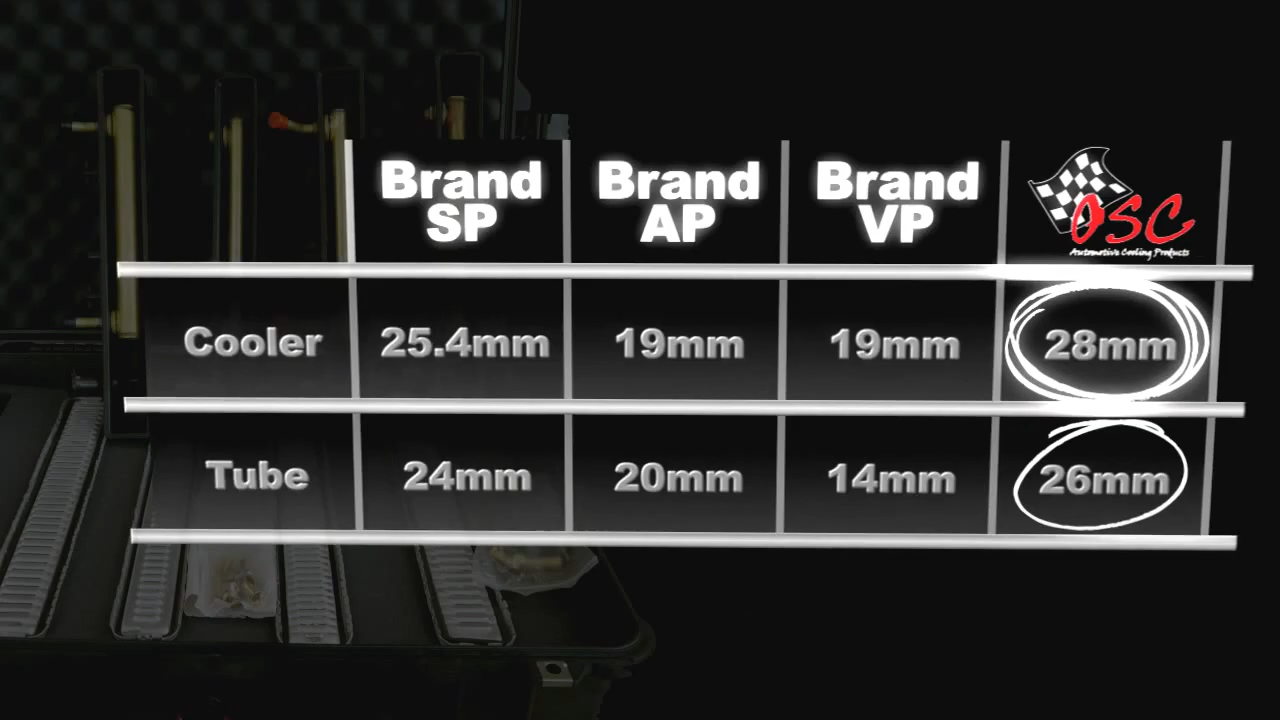 Brand Brand Brand
SP AP VP OSC
Automotive Cooling Products
Cooler 25.4mm 19mm 19mm 28mm
Tube 24mm 20mm 14mm 26mm